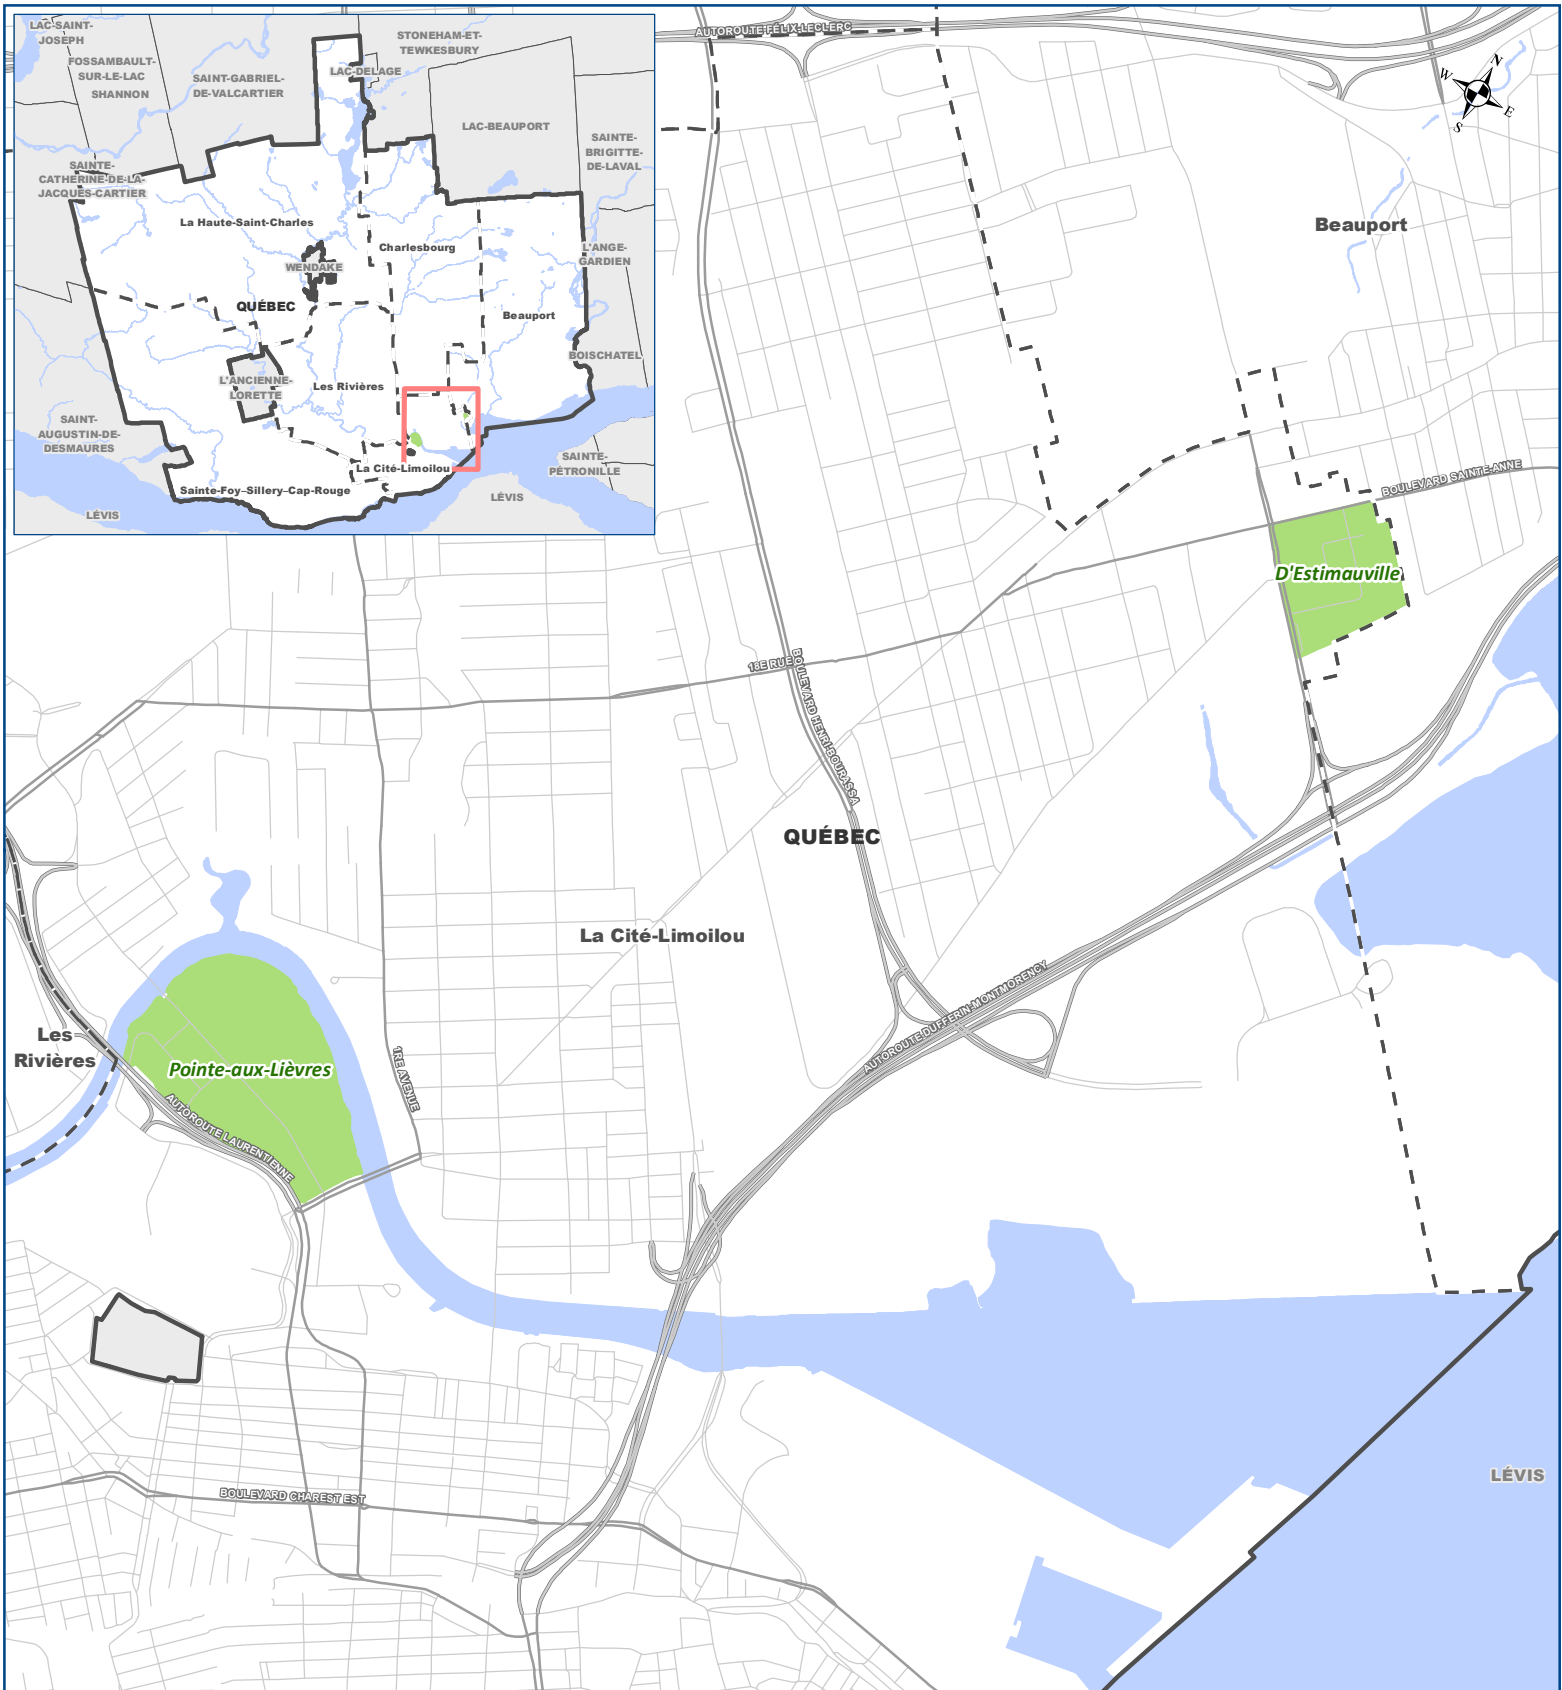 LAC-SAINT-
JOSEPH
FOSSAMBAULT-
SUR-LE-LAC
SHANNON
SAINT-GABRIEL-
DE-VALCARTIER
STONEHAM-ET-
TEWKESBURY
LAC-DELAGE
LAC-BEAUPORT
SAINTE-
BRIGITTE-
DE-LAVAL
SAINTE-
CATHERINE-DE-LA-
JACQUES-CARTIER
La Haute-Saint-Charles
Charlesbourg
WENDAKE
L'ANGE-
GARDIEN
QUÉBEC
Beauport
BOISCHATEL
L'ANCIENNE-
LORETTE
Les Rivières
SAINT-
AUGUSTIN-DE-
DESMAURES
La Cité-Limoilou
SAINTE-
PÉTRONILLE
Sainte-Foy–Sillery–Cap-Rouge
LÉVIS
LÉVIS
AUTOROUTE FÉLIX-LECLERC
N
W
E
S
Beauport
BOULEVARD SAINTE-ANNE
D'Estimauville
18E RUE
BOULEVARD HENRI-BOURASSA
QUÉBEC
La Cité-Limoilou
AUTOROUTE DUFFERIN-MONTMORENCY
Les
Rivières
Pointe-aux-Lièvres
1RE AVENUE
AUTOROUTE LAURENTIENNE
LÉVIS
BOULEVARD CHAREST EST